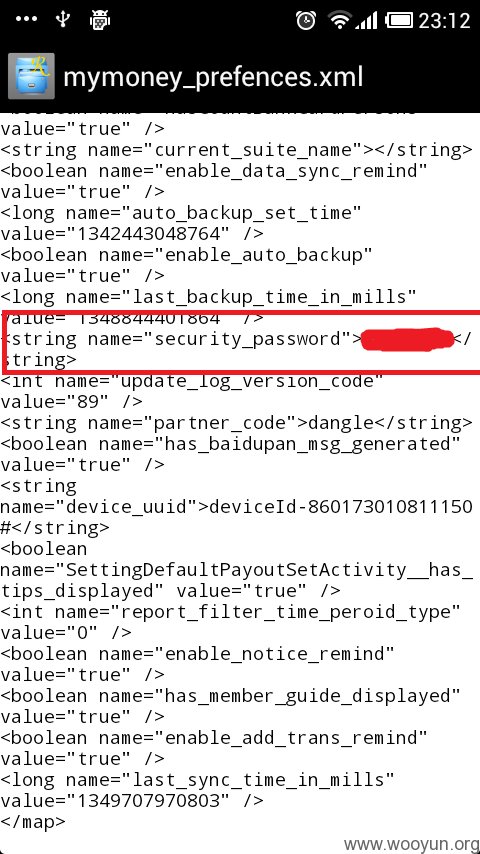 23:12
mymoney_prefences.xml
value="true" />
<string name="current_suite_name"></string>
<boolean name="enable_data_sync_remind"
value="true" />
<long name="auto_backup_set_time"
value="1342443048764" />
<boolean name="enable_auto_backup"
value="true" />
<long name="last_backup_time_in_mills"
value="1348844401864" />
<string name="security_password"></
string>
<int name="update_log_version_code"
value="89" />
<string name="partner_code">dangle</string>
<boolean name="has_baidupan_msg_generated"
value="true" />
<string
name="device_uuid">deviceId-860173010811150
#</string>
<boolean
name="SettingDefaultPayoutSetActivity__has_
tips_displayed" value="true" />
<int name="report_filter_time_peroid_type"
value="0" />
<boolean name="enable_notice_remind"
value="true" />
<boolean name="has_member_guide_displayed"
value="true" />
<boolean name="enable_add_trans_remind"
value="true" />
<long name="last_sync_time_in_mills"
value="1349707970803" />
</map>
www.wooyun.org